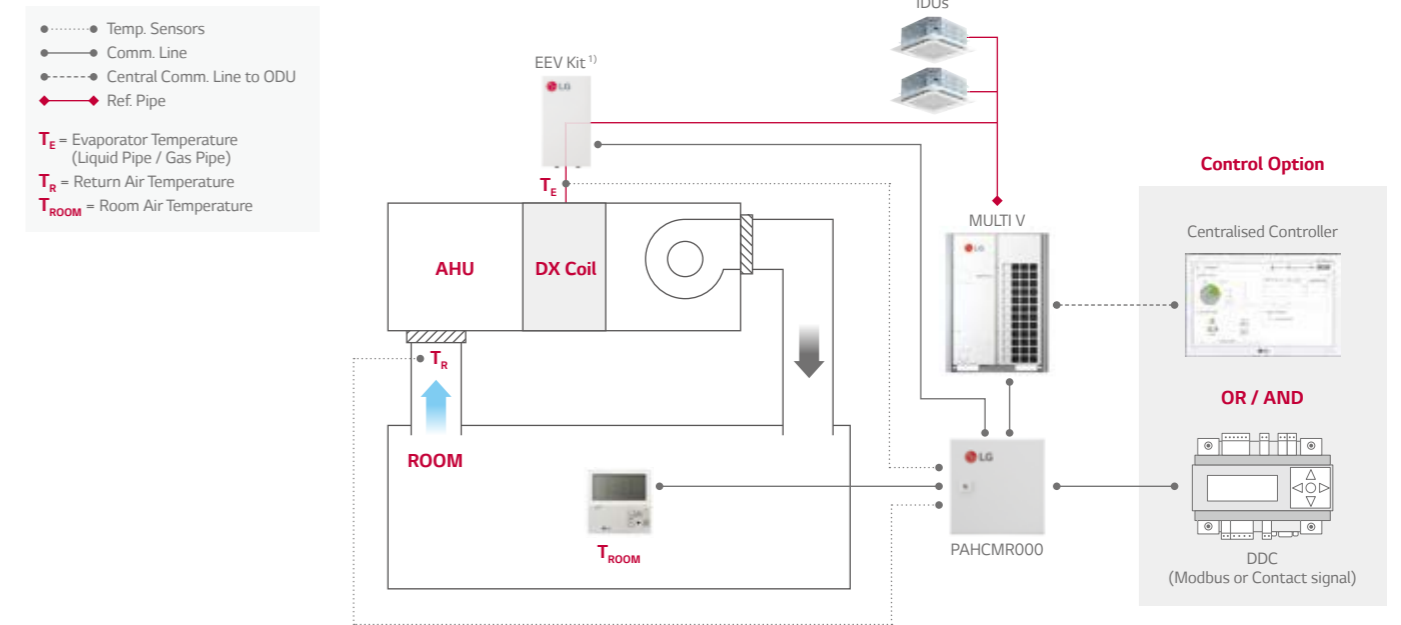 Temp. Sensors
Comm. Line
Central Comm. Line to ODU
Ref. Pipe
TE = Evaporator Temperature
(Liquid Pipe / Gas Pipe)
TR = Return Air Temperature
TROOM = Room Air Temperature
IDUs
EEV Kit 1)
LG
TE
AHU
DX Coil
TR
ROOM
TROOM
MULTI V
LG
LG
PAHCMR000
Control Option
Centralised Controller
OR / AND
DDC
(Modbus or Contact signal)